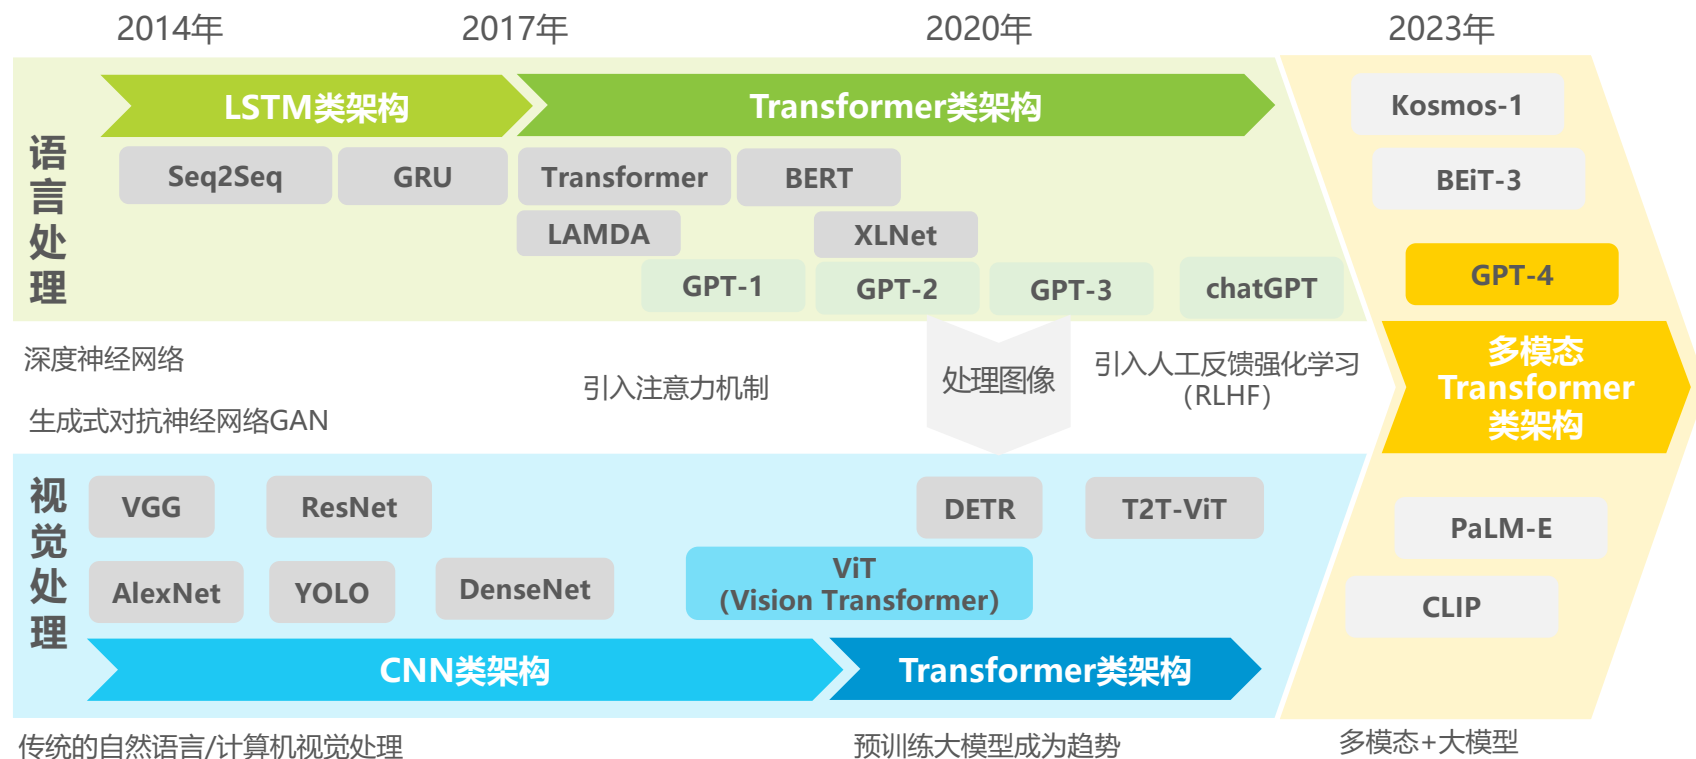 2014年
2017年
2020年
2023年
语言处理
LSTM类架构
Transformer类架构
Seq2Seq
GRU
Transformer
BERT
LAMDA
XLNet
GPT-1
GPT-2
GPT-3
chatGPT
Kosmos-1
BEiT-3
GPT-4
深度神经网络
生成式对抗神经网络GAN
引入注意力机制
处理图像
引入人工反馈强化学习
（RLHF）
多模态
Transformer
类架构
视觉处理
VGG
ResNet
DETR
T2T-ViT
AlexNet
YOLO
DenseNet
ViT
（Vision Transformer）
PaLM-E
CLIP
CNN类架构
Transformer类架构
传统的自然语言/计算机视觉处理
预训练大模型成为趋势
多模态+大模型